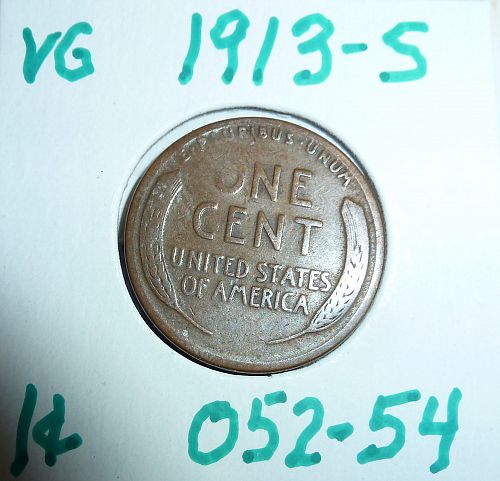 VG 1913-S
E·PLURIBUS·UNUM
ONE
CENT
UNITED STATES
OF AMERICA
1¢ 052-54